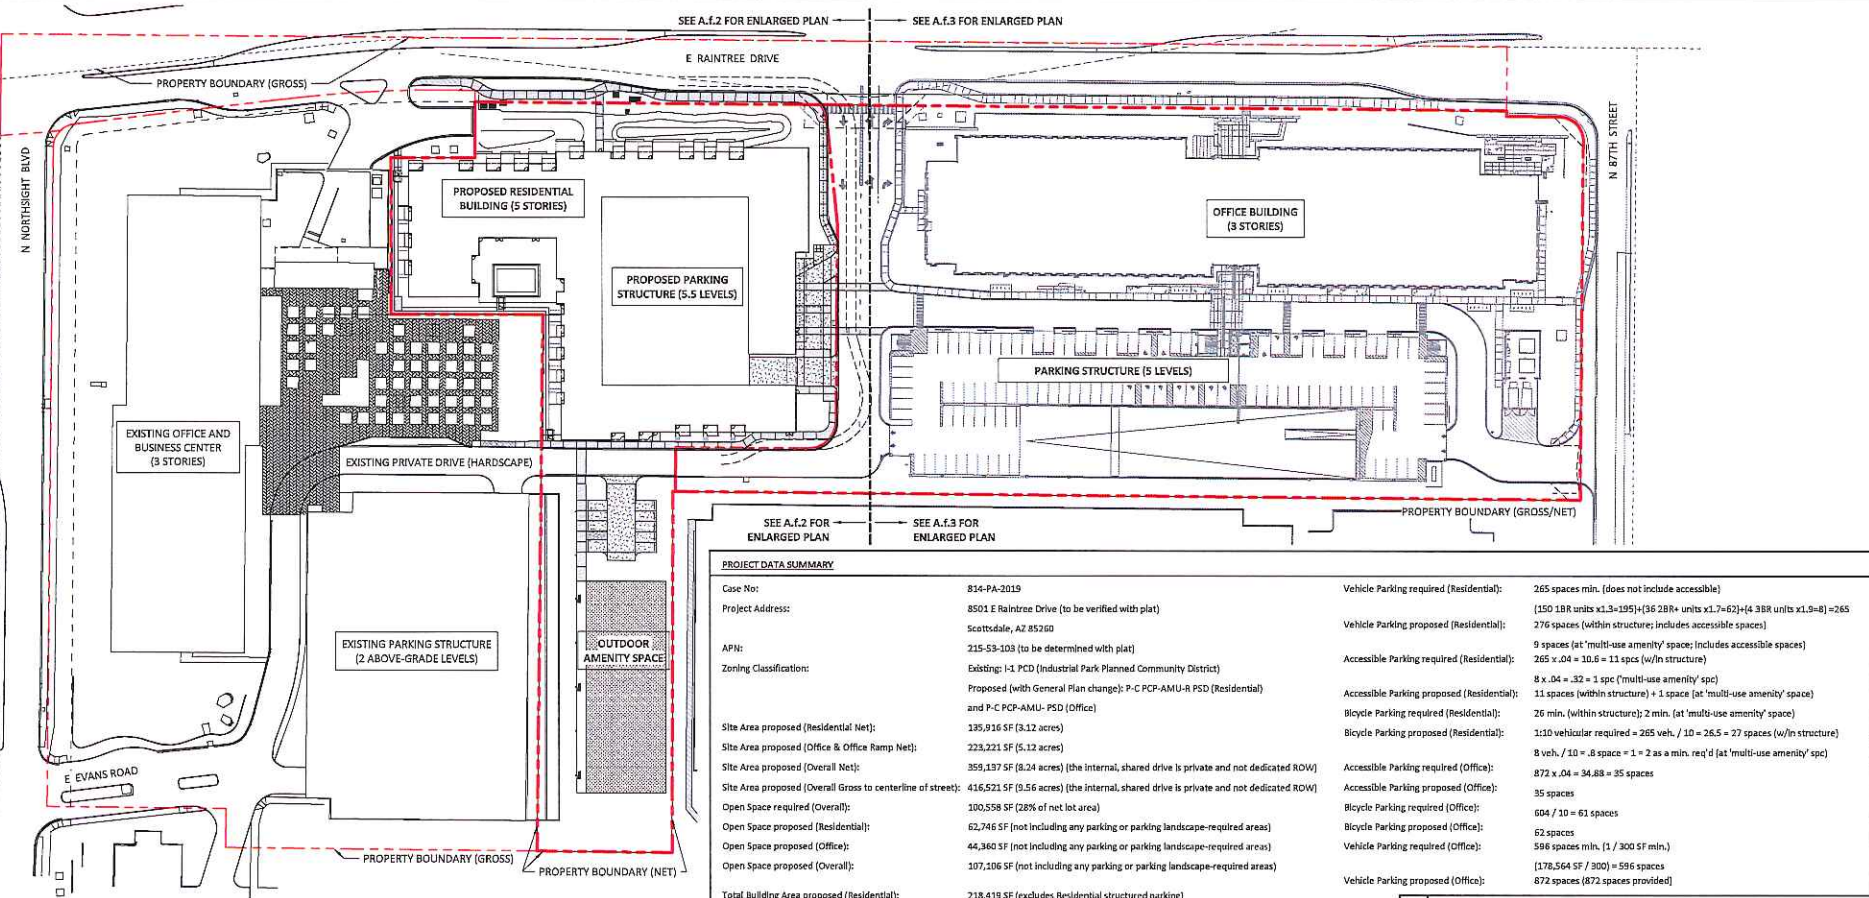 SEE A.f.2 FOR ENLARGED PLAN
SEE A.f.3 FOR ENLARGED PLAN
E RAINTREE DRIVE
PROPERTY BOUNDARY (GROSS)
N NORTHSIGHT BLVD
N 87TH STREET
PROPOSED RESIDENTIAL
BUILDING (5 STORIES)
OFFICE BUILDING
(3 STORIES)
PROPOSED PARKING
STRUCTURE (5.5 LEVELS)
PARKING STRUCTURE (5 LEVELS)
EXISTING OFFICE AND
BUSINESS CENTER
(3 STORIES)
EXISTING PRIVATE DRIVE (HARDSCAPE)
PROPERTY BOUNDARY (GROSS/NET)
SEE A.f.2 FOR
ENLARGED PLAN
SEE A.f.3 FOR
ENLARGED PLAN
EXISTING PARKING STRUCTURE
(2 ABOVE-GRADE LEVELS)
OUTDOOR
AMENITY SPACE
E EVANS ROAD
PROPERTY BOUNDARY (GROSS)
PROPERTY BOUNDARY (NET)
PROJECT DATA SUMMARY
Case No: 814-PA-2019
Project Address: 8501 E Raintree Drive (to be verified with plat)
Scottsdale, AZ 85260
APN: 215-53-103 (to be determined with plat)
Zoning Classification: Existing: I-1 PCD (Industrial Park Planned Community District)
Proposed (with General Plan change): P-C PCP-AMU-R PSD (Residential)
and P-C PCP-AMU- PSD (Office)
Site Area proposed (Residential Net): 135,916 SF (3.12 acres)
Site Area proposed (Office & Office Ramp Net): 223,221 SF (5.12 acres)
Site Area proposed (Overall Net): 359,137 SF (8.24 acres) (the internal, shared drive is private and not dedicated ROW)
Site Area proposed (Overall Gross to centerline of street): 416,521 SF (9.56 acres) (the internal, shared drive is private and not dedicated ROW)
Open Space required (Overall): 100,558 SF (28% of net lot area)
Open Space proposed (Residential): 62,746 SF (not including any parking or parking landscape-required areas)
Open Space proposed (Office): 44,360 SF (not including any parking or parking landscape-required areas)
Open Space proposed (Overall): 107,106 SF (not including any parking or parking landscape-required areas)
Total Building Area proposed (Residential): 218,419 SF (excludes Residential structured parking)
Vehicle Parking required (Residential): 265 spaces min. (does not include accessible)
(150 1BR units x1.3=195)+(36 2BR+ units x1.7=62)+(4 3BR units x1.9=8) =265
Vehicle Parking proposed (Residential): 276 spaces (within structure; includes accessible spaces)
9 spaces (at 'multi-use amenity' space; includes accessible spaces)
Accessible Parking required (Residential): 265 x .04 = 10.6 = 11 spcs (w/in structure)
8 x .04 = .32 = 1 spc ('multi-use amenity' spc)
Accessible Parking proposed (Residential): 11 spaces (within structure) + 1 space (at 'multi-use amenity' space)
Bicycle Parking required (Residential): 26 min. (within structure); 2 min. (at 'multi-use amenity' space)
Bicycle Parking proposed (Residential): 1:10 vehicular required = 265 veh. / 10 = 26.5 = 27 spaces (w/in structure)
8 veh. / 10 = .8 space = 1 = 2 as a min. req'd (at 'multi-use amenity' spc)
Accessible Parking required (Office): 872 x .04 = 34.88 = 35 spaces
Accessible Parking proposed (Office): 35 spaces
Bicycle Parking required (Office): 604 / 10 = 61 spaces
Bicycle Parking proposed (Office): 62 spaces
Vehicle Parking required (Office): 596 spaces min. (1 / 300 SF min.)
(178,564 SF / 300) = 596 spaces
Vehicle Parking proposed (Office): 872 spaces (872 spaces provided)